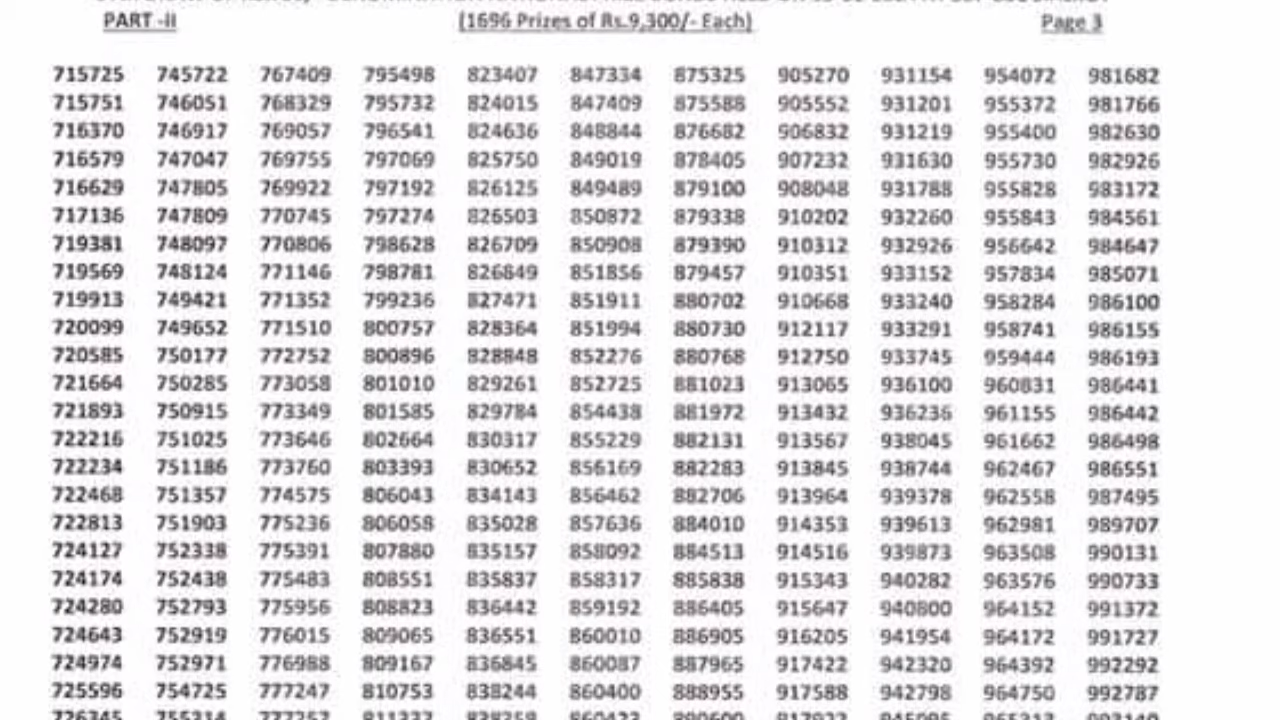 PART -II (1696 Prizes of Rs.9,300/- Each) Page 3
715725 745722 767409 795498 823407 847334 875325 905270 931154 954072 981682
715751 746051 768329 795732 824015 847409 875588 905552 931201 955372 981766
716370 746917 769057 796541 824636 848844 876682 906832 931219 955400 982630
716579 747047 769755 797069 825750 849019 878405 907232 931630 955730 982926
716629 747805 769922 797192 826125 849489 879100 908048 931788 955828 983172
717136 747809 770745 797274 826503 850872 879338 910202 932260 955843 984561
719381 748097 770806 798628 826709 850908 879390 910312 932926 956642 984647
719569 748124 771146 798781 826849 851856 879457 910351 933152 957834 985071
719913 749421 771352 799236 827471 851911 880702 910668 933240 958284 986100
720099 749652 771510 800757 828364 851994 880730 912117 933291 958741 986155
720585 750177 772752 800896 828848 852276 880768 912750 933745 959444 986193
721664 750285 773058 801010 829261 852725 881023 913065 936100 960831 986441
721893 750915 773349 801585 829784 854438 881972 913432 936236 961155 986442
722216 751025 773646 802664 830317 855229 882131 913567 938045 961662 986498
722234 751186 773760 803393 830652 856169 882283 913845 938744 962467 986551
722468 751357 774575 806043 834143 856462 882706 913964 939378 962558 987495
722813 751903 775236 806058 835028 857636 884010 914353 939613 962981 989707
724127 752338 775391 807880 835157 858092 884513 914516 939873 963508 990131
724174 752438 775483 808551 835837 858317 885838 915343 940282 963576 990733
724280 752793 775956 808823 836442 859192 886405 915647 940800 964152 991372
724643 752919 776015 809065 836551 860010 886905 916205 941954 964172 991727
724974 752971 776988 809167 836845 860087 887965 917422 942320 964392 992292
725596 754725 777247 810753 838244 860400 888955 917588 942798 964750 992787